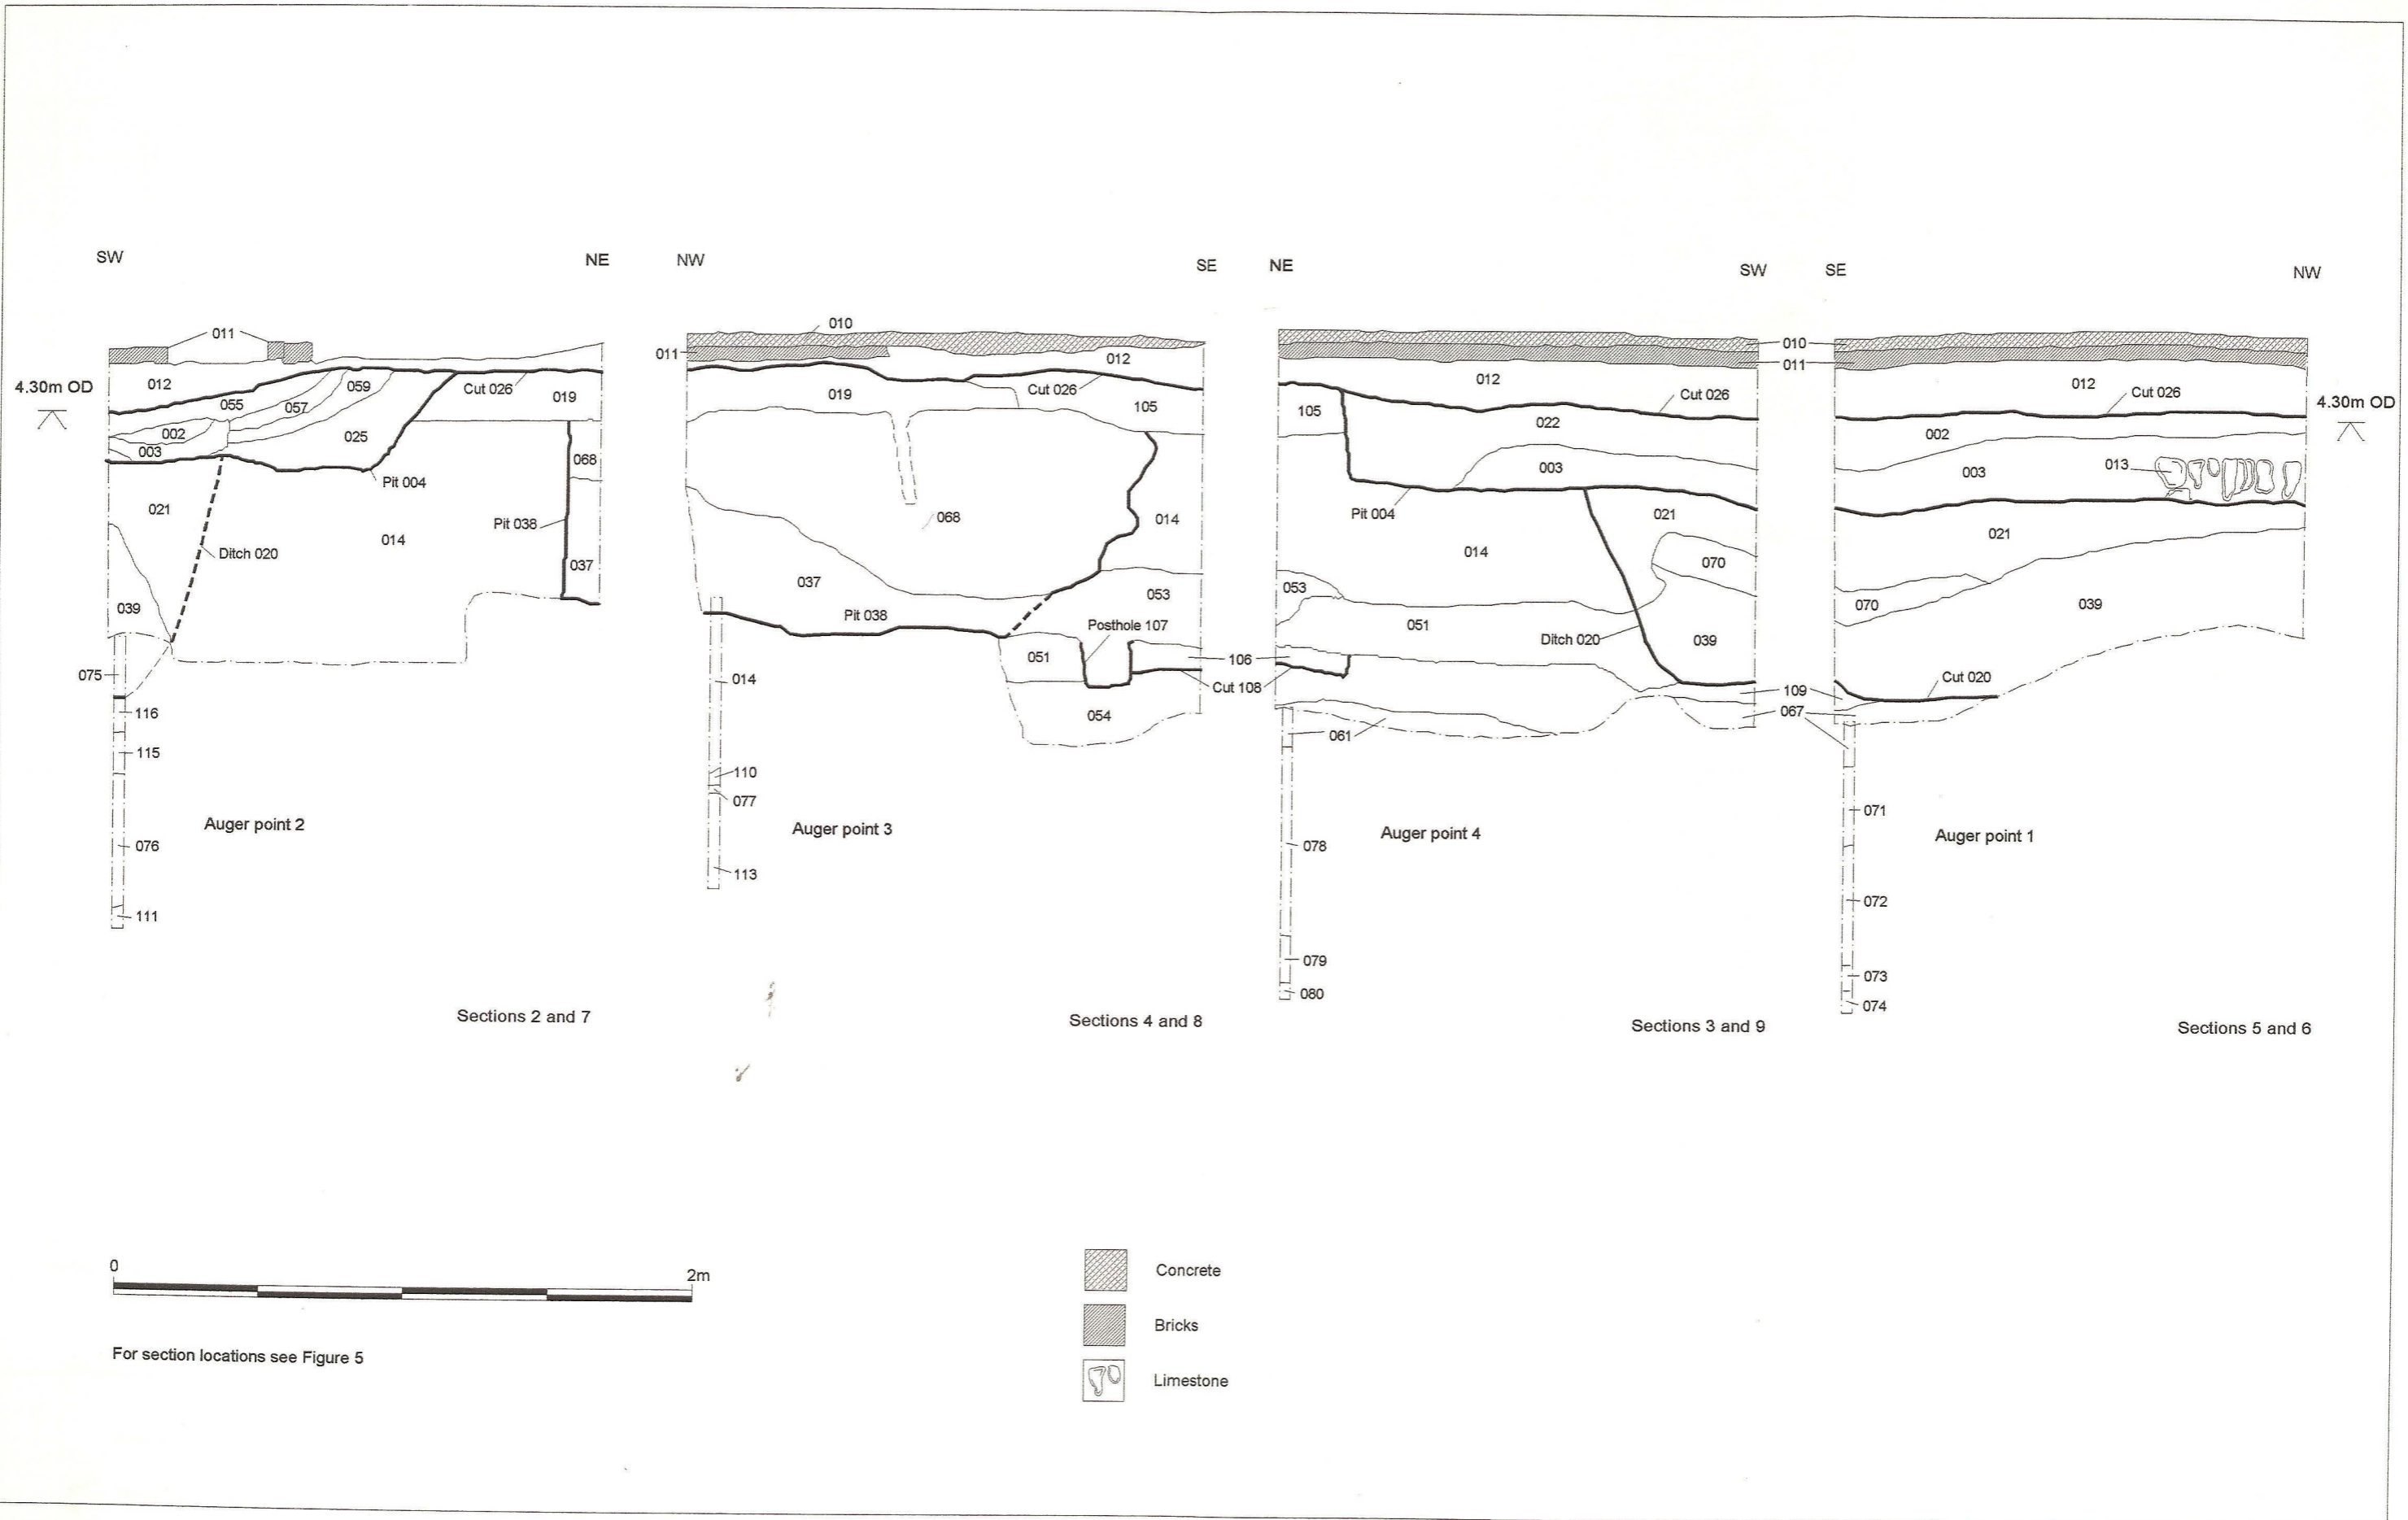 SW
NE
NW
SE
NE
SW
SE
NW
4.30m OD
011
012
055
057
059
002
003
025
Cut 026
019
068
Pit 004
021
Pit 038
Ditch 020
014
037
039
075
116
115
076
111
Auger point 2
Sections 2 and 7
010
011
012
019
Cut 026
105
068
014
037
053
Pit 038
Posthole 107
051
106
Cut 108
054
014
110
077
113
Auger point 3
Sections 4 and 8
012
105
Cut 026
022
003
Pit 004
021
014
070
053
051
Ditch 020
039
061
078
079
080
Auger point 4
Sections 3 and 9
010
011
012
Cut 026
4.30m OD
002
013
003
021
070
039
Cut 020
109
067
071
072
073
074
Auger point 1
Sections 5 and 6
0
2m
For section locations see Figure 5
Concrete
Bricks
Limestone